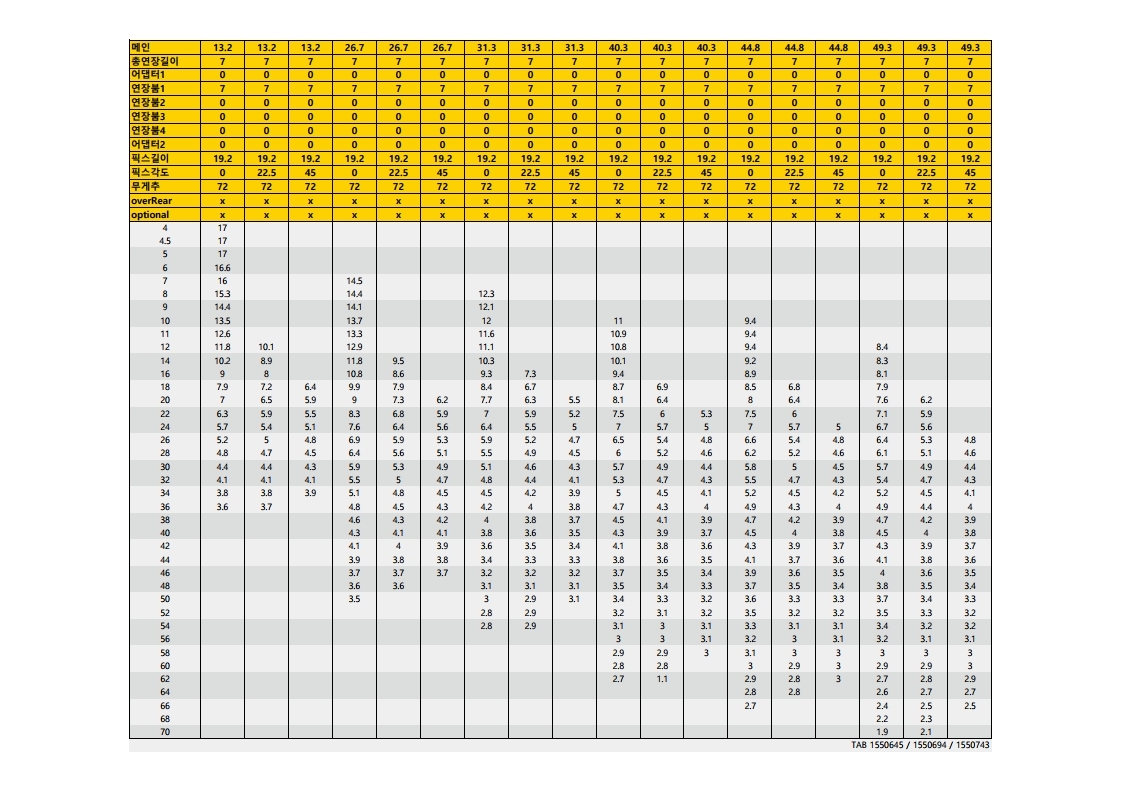 메인 13.2 13.2 13.2 26.7 26.7 26.7 31.3 31.3 31.3 40.3 40.3 40.3 44.8 44.8 44.8 49.3 49.3 49.3
총연장길이 7 7 7 7 7 7 7 7 7 7 7 7 7 7 7 7 7 7
어댑터1 0 0 0 0 0 0 0 0 0 0 0 0 0 0 0 0 0 0
연장붐1 7 7 7 7 7 7 7 7 7 7 7 7 7 7 7 7 7 7
연장붐2 0 0 0 0 0 0 0 0 0 0 0 0 0 0 0 0 0 0
연장붐3 0 0 0 0 0 0 0 0 0 0 0 0 0 0 0 0 0 0
연장붐4 0 0 0 0 0 0 0 0 0 0 0 0 0 0 0 0 0 0
어댑터2 0 0 0 0 0 0 0 0 0 0 0 0 0 0 0 0 0 0
픽스길이 19.2 19.2 19.2 19.2 19.2 19.2 19.2 19.2 19.2 19.2 19.2 19.2 19.2 19.2 19.2 19.2 19.2 19.2
픽스각도 0 22.5 45 0 22.5 45 0 22.5 45 0 22.5 45 0 22.5 45 0 22.5 45
무게추 72 72 72 72 72 72 72 72 72 72 72 72 72 72 72 72 72 72
overRear x x x x x x x x x x x x x x x x x x
optional x x x x x x x x x x x x x x x x x x
4 17
4.5 17
5 17
6 16.6
7 16 14.5
8 15.3 14.4 12.3
9 14.4 14.1 12.1
10 13.5 13.7 12 11 9.4
11 12.6 13.3 11.6 10.9 9.4
12 11.8 10.1 12.9 11.1 10.8 9.4 8.4
14 10.2 8.9 11.8 9.5 10.3 10.1 9.2 8.3
16 9 8 10.8 8.6 9.3 7.3 9.4 8.9 8.1
18 7.9 7.2 6.4 9.9 7.9 8.4 6.7 8.7 6.9 8.5 6.8 7.9
20 7 6.5 5.9 9 7.3 6.2 7.7 6.3 5.5 8.1 6.4 8 6.4 7.6 6.2
22 6.3 5.9 5.5 8.3 6.8 5.9 7 5.9 5.2 7.5 6 5.3 7.5 6 7.1 5.9
24 5.7 5.4 5.1 7.6 6.4 5.6 6.4 5.5 5 7 5.7 5 7 5.7 5 6.7 5.6
26 5.2 5 4.8 6.9 5.9 5.3 5.9 5.2 4.7 6.5 5.4 4.8 6.6 5.4 4.8 6.4 5.3 4.8
28 4.8 4.7 4.5 6.4 5.6 5.1 5.5 4.9 4.5 6 5.2 4.6 6.2 5.2 4.6 6.1 5.1 4.6
30 4.4 4.4 4.3 5.9 5.3 4.9 5.1 4.6 4.3 5.7 4.9 4.4 5.8 5 4.5 5.7 4.9 4.4
32 4.1 4.1 4.1 5.5 5 4.7 4.8 4.4 4.1 5.3 4.7 4.3 5.5 4.7 4.3 5.4 4.7 4.3
34 3.8 3.8 3.9 5.1 4.8 4.5 4.5 4.2 3.9 5 4.5 4.1 5.2 4.5 4.2 5.2 4.5 4.1
36 3.6 3.7 4.8 4.5 4.3 4.2 4 3.8 4.7 4.3 4 4.9 4.3 4 4.9 4.4 4
38 4.6 4.3 4.2 4 3.8 3.7 4.5 4.1 3.9 4.7 4.2 3.9 4.7 4.2 3.9
40 4.3 4.1 4.1 3.8 3.6 3.5 4.3 3.9 3.7 4.5 4 3.8 4.5 4 3.8
42 4.1 4 3.9 3.6 3.5 3.4 4.1 3.8 3.6 4.3 3.9 3.7 4.3 3.9 3.7
44 3.9 3.8 3.8 3.4 3.3 3.3 3.8 3.6 3.5 4.1 3.7 3.6 4.1 3.8 3.6
46 3.7 3.7 3.7 3.2 3.2 3.2 3.7 3.5 3.4 3.9 3.6 3.5 4 3.6 3.5
48 3.6 3.6 3.1 3.1 3.1 3.5 3.4 3.3 3.7 3.5 3.4 3.8 3.5 3.4
50 3.5 3 2.9 3.1 3.4 3.3 3.2 3.6 3.3 3.3 3.7 3.4 3.3
52 2.8 2.9 3.2 3.1 3.2 3.5 3.2 3.2 3.5 3.3 3.2
54 2.8 2.9 3.1 3 3.1 3.3 3.1 3.1 3.4 3.2 3.2
56 3 3 3.1 3.2 3 3.1 3.2 3.1 3.1
58 2.9 2.9 3 3.1 3 3 3 3 3
60 2.8 2.8 3 2.9 3 2.9 2.9 3
62 2.7 1.1 2.9 2.8 3 2.7 2.8 2.9
64 2.8 2.8 2.6 2.7 2.7
66 2.7 2.4 2.5 2.5
68 2.2 2.3
70 1.9 2.1
TAB 1550645 / 1550694 / 1550743